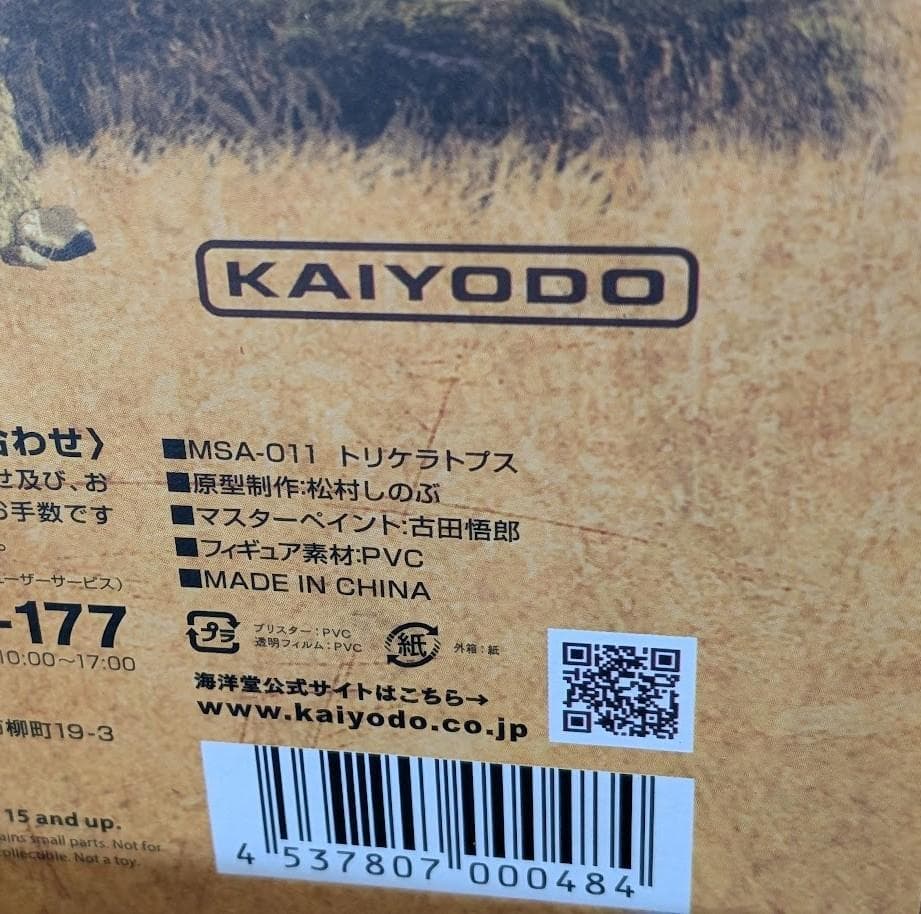 KAIYODO
合わせ〉
せ及び、お
お手数です
。
ユーザーサービス）
-177
10:00～17:00
柳町19-3
15 and up.
ains small parts. Not for
collectible. Not a toy.
■MSA-011 トリケラトプス
■原型制作:松村しのぶ
■マスターペイント:古田悟郎
■フィギュア素材:PVC
■MADE IN CHINA
プラ
ブリスター：PVC
透明フィルム：PVC
紙
外箱：紙
海洋堂公式サイトはこちら→
www.kaiyodo.co.jp
4 537807 000484